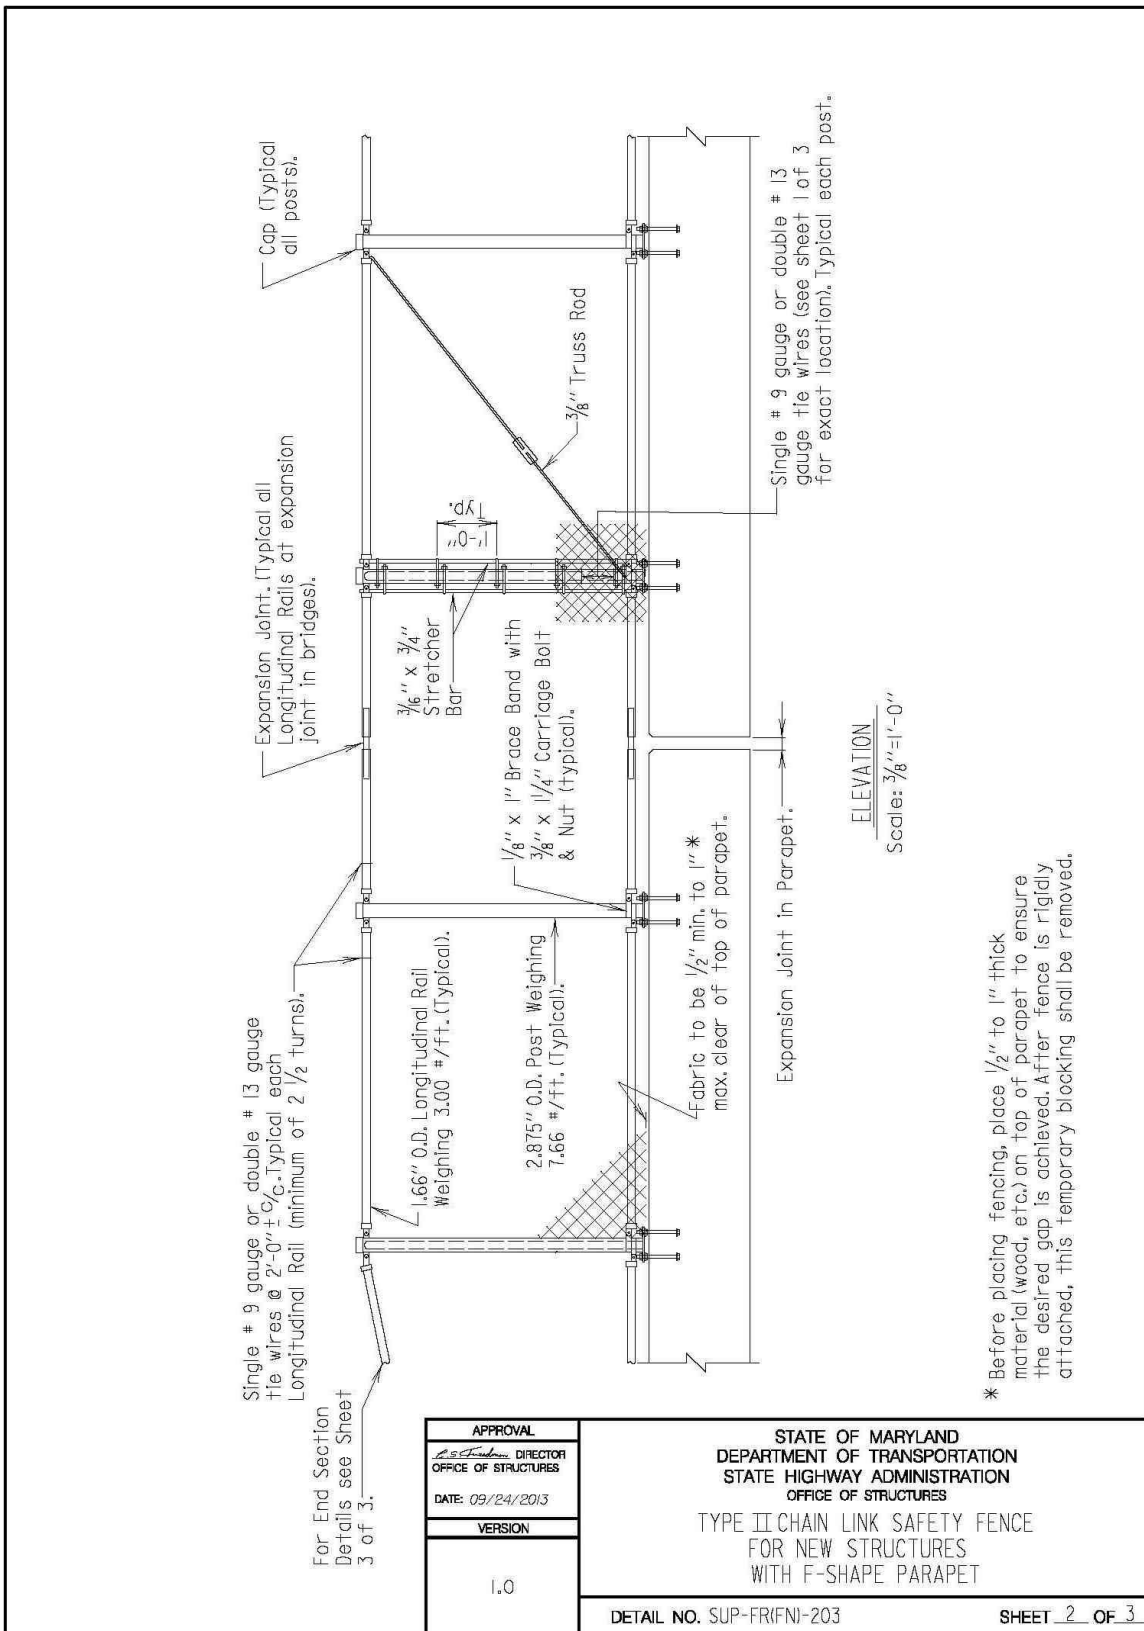 Cap (Typical
all posts).
Expansion Joint. (Typical all
Longitudinal Rails at expansion
joint in bridges).
Single # 9 gauge or double # 13 gauge
tie wires @ 2'-0"± c/c. Typical each
Longitudinal Rail (minimum of 2 1/2 turns).
For End Section
Details see Sheet
3 of 3.
1.66" O.D. Longitudinal Rail
Weighing 3.00 #/ft. (Typical).
2.875" O.D. Post Weighing
7.66 #/ft. (Typical).
1/8" x 1" Brace Band with
3/8" x 1 1/4" Carriage Bolt
& Nut (typical).
3/16" x 3/4"
Stretcher
Bar
1'-0"
Typ.
3/8" Truss Rod
Single # 9 gauge or double # 13
gauge tie wires (see sheet 1 of 3
for exact location). Typical each post.
Fabric to be 1/2" min. to 1" *
max. clear of top of parapet.
Expansion Joint in Parapet.
ELEVATION
Scale: 3/8"=1'-0"
* Before placing fencing, place 1/2" to 1" thick
material (wood, etc.) on top of parapet to ensure
the desired gap is achieved. After fence is rigidly
attached, this temporary blocking shall be removed.
APPROVAL
DIRECTOR
OFFICE OF STRUCTURES
DATE: 09/24/2013
VERSION
1.0
STATE OF MARYLAND
DEPARTMENT OF TRANSPORTATION
STATE HIGHWAY ADMINISTRATION
OFFICE OF STRUCTURES
TYPE II CHAIN LINK SAFETY FENCE
FOR NEW STRUCTURES
WITH F-SHAPE PARAPET
DETAIL NO. SUP-FR(FN)-203
SHEET 2 OF 3